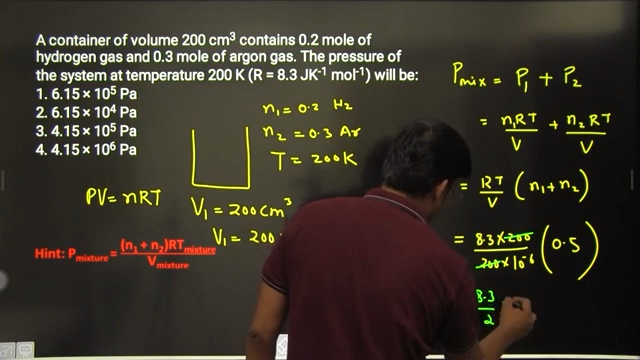 A container of volume 200 cm³ contains 0.2 mole of
hydrogen gas and 0.3 mole of argon gas. The pressure of
the system at temperature 200 K (R = 8.3 JK⁻¹ mol⁻¹) will be:
1. 6.15 × 10⁵ Pa
2. 6.15 × 10⁴ Pa
3. 4.15 × 10⁵ Pa
4. 4.15 × 10⁶ Pa
n₁ = 0.2 H₂
n₂ = 0.3 Ar
T = 200K
PV = nRT
V₁ = 200 cm³
V₁ = 200
Hint: P_mixture = (n₁ + n₂)RT_mixture / V_mixture
P_mix = P₁ + P₂
= n₁RT / V + n₂RT / V
= RT / V (n₁ + n₂)
= 8.3 × 200 / 200 × 10⁻⁶ (0.5)
8.3 / 2